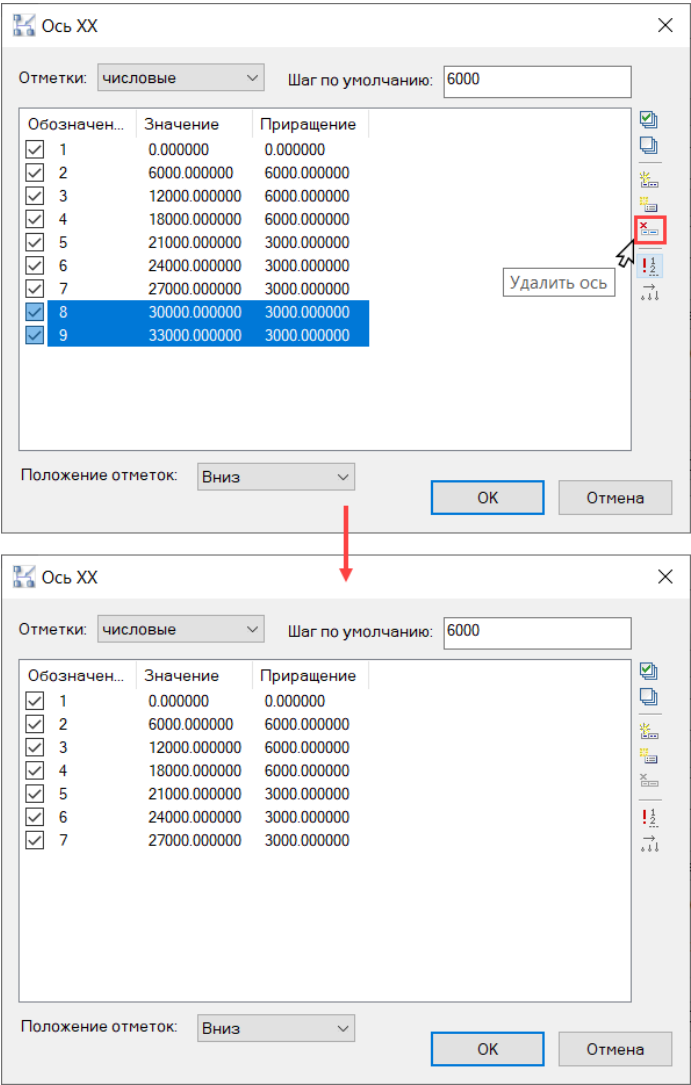 Ось XX
Отметки: числовые Шаг по умолчанию: 6000
Обозначен... Значение Приращение
1 0.000000 0.000000
2 6000.000000 6000.000000
3 12000.000000 6000.000000
4 18000.000000 6000.000000
5 21000.000000 3000.000000
6 24000.000000 3000.000000
7 27000.000000 3000.000000
Удалить ось
8 30000.000000 3000.000000
9 33000.000000 3000.000000
Положение отметок: Вниз
OK Отмена
Ось XX
Отметки: числовые Шаг по умолчанию: 6000
Обозначен... Значение Приращение
1 0.000000 0.000000
2 6000.000000 6000.000000
3 12000.000000 6000.000000
4 18000.000000 6000.000000
5 21000.000000 3000.000000
6 24000.000000 3000.000000
7 27000.000000 3000.000000
Положение отметок: Вниз
OK Отмена